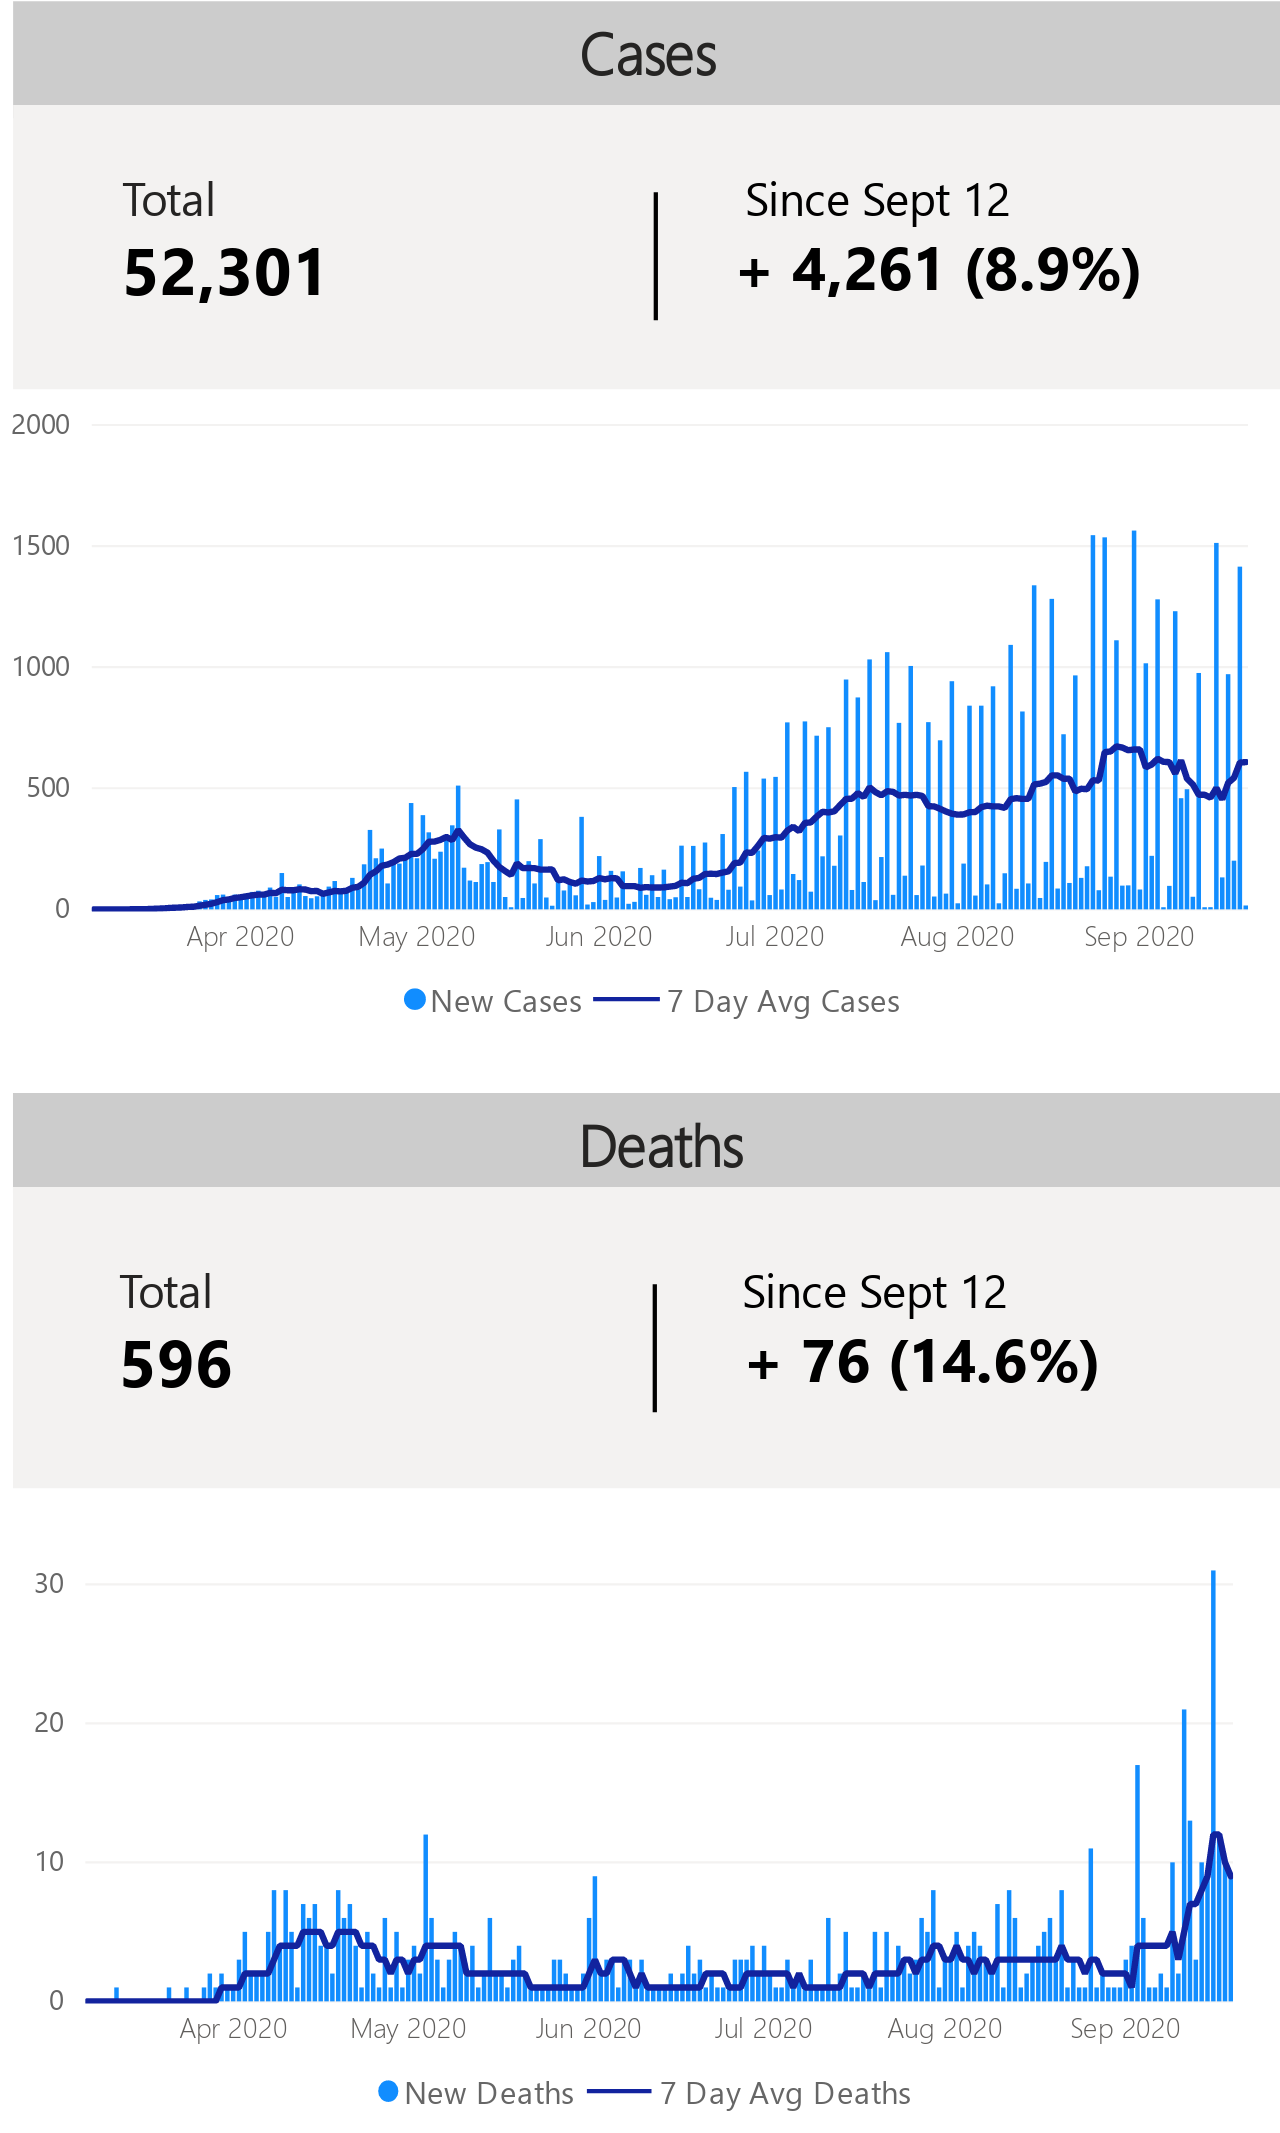 Cases
Total
Since Sept 12
52,301
+ 4,261 (8.9%)
2000
1500
1000
500
0
Apr 2020
May 2020
Jun 2020
Jul 2020
Aug 2020
Sep 2020
New Cases
7 Day Avg Cases
Deaths
Total
Since Sept 12
596
+ 76 (14.6%)
30
20
10
0
Apr 2020
May 2020
Jun 2020
Jul 2020
Aug 2020
Sep 2020
New Deaths
7 Day Avg Deaths